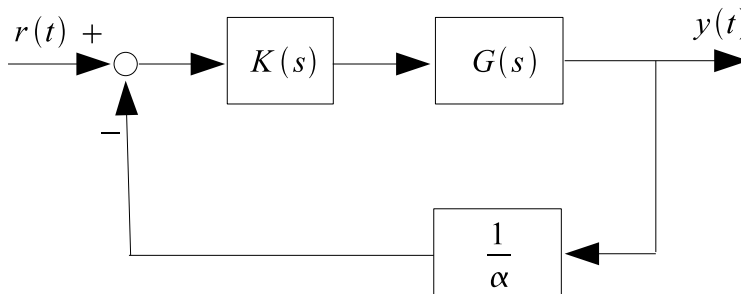 r(t) +
K(s)
G(s)
y(t)
−
1
α